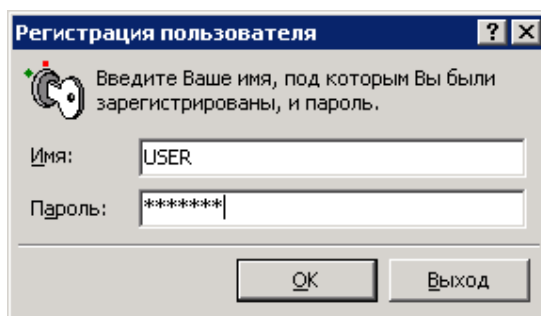 Регистрация пользователя
Введите Ваше имя, под которым Вы были
зарегистрированы, и пароль.
Имя: USER
Пароль: *******
OK Выход